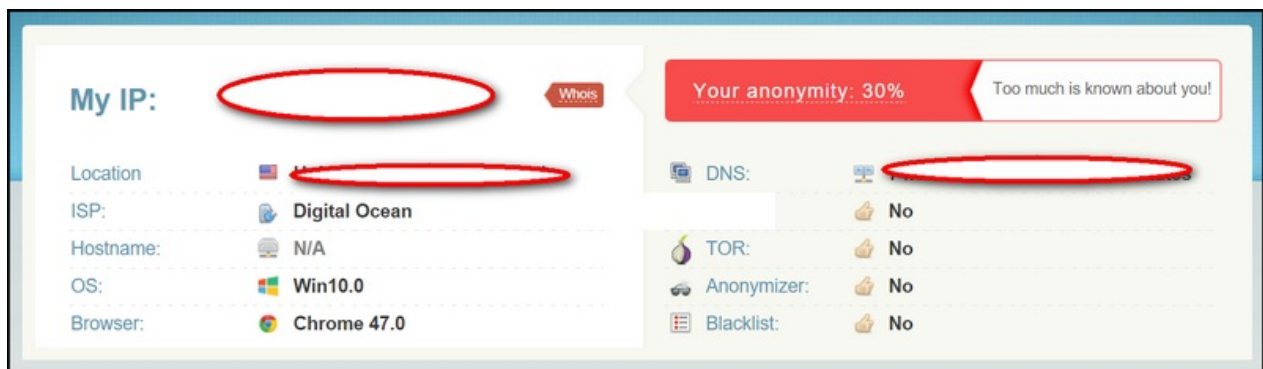 My IP:
Whois
Location
ISP: Digital Ocean
Hostname: N/A
OS: Win10.0
Browser: Chrome 47.0
Your anonymity: 30%
Too much is known about you!
DNS:
No
TOR: No
Anonymizer: No
Blacklist: No